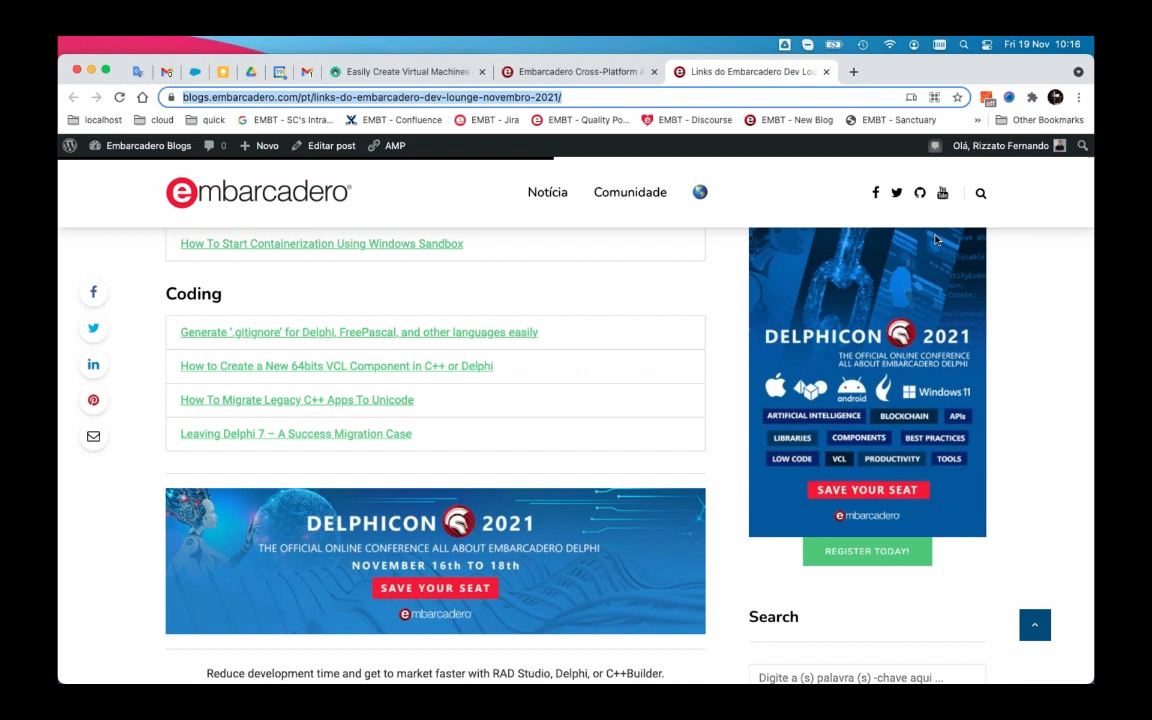 Fri 19 Nov 10:16
Easily Create Virtual Machines
Embarcadero Cross-Platform A
Links do Embarcadero Dev Lou
blogs.embarcadero.com/pt/links-do-embarcadero-dev-lounge-novembro-2021/
localhost
cloud
quick
EMBT - SC's Intra...
EMBT - Confluence
EMBT - Jira
EMBT - Quality Po...
EMBT - Discourse
EMBT - New Blog
EMBT - Sanctuary
»
Other Bookmarks
Embarcadero Blogs
0
Novo
Editar post
AMP
Olá, Rizzato Fernando
embarcadero®
Notícia
Comunidade
How To Start Containerization Using Windows Sandbox
Coding
Generate '.gitignore' for Delphi, FreePascal, and other languages easily
How to Create a New 64bits VCL Component in C++ or Delphi
How To Migrate Legacy C++ Apps To Unicode
Leaving Delphi 7 – A Success Migration Case
DELPHICON 2021
THE OFFICIAL ONLINE CONFERENCE ALL ABOUT EMBARCADERO DELPHI
NOVEMBER 16th TO 18th
SAVE YOUR SEAT
embarcadero
Reduce development time and get to market faster with RAD Studio, Delphi, or C++Builder.
DELPHICON 2021
THE OFFICIAL ONLINE CONFERENCE
ALL ABOUT EMBARCADERO DELPHI
android
Windows 11
ARTIFICIAL INTELLIGENCE
BLOCKCHAIN
APIs
LIBRARIES
COMPONENTS
BEST PRACTICES
LOW CODE
VCL
PRODUCTIVITY
TOOLS
SAVE YOUR SEAT
embarcadero
REGISTER TODAY!
Search
Digite a (s) palavra (s) -chave aqui ...